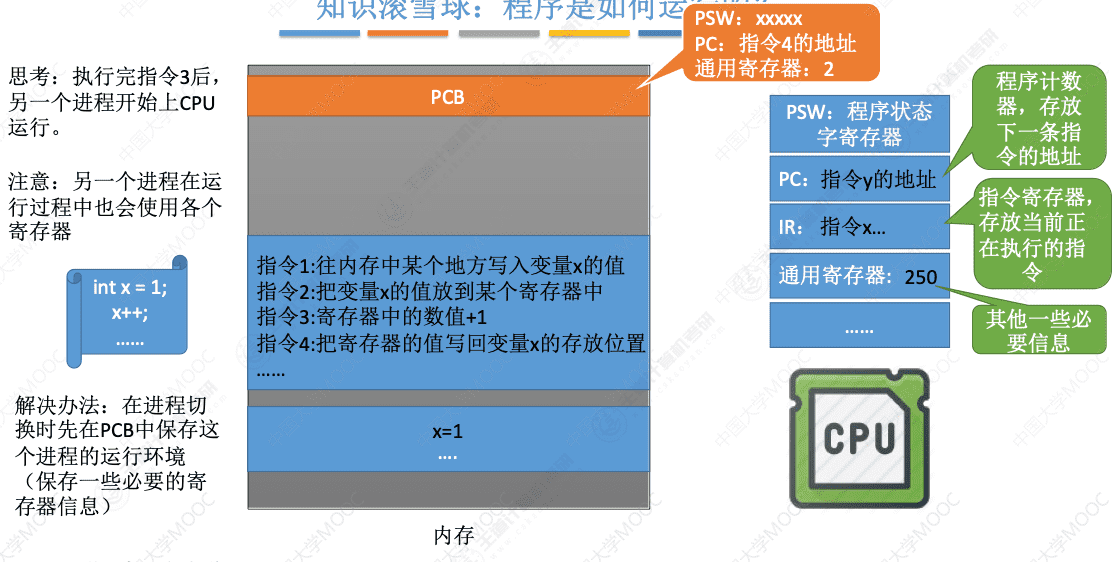 知识滚雪球：程序是如何运
PSW：xxxxx
PC：指令4的地址
通用寄存器：2
思考：执行完指令3后，
另一个进程开始上CPU
运行。
注意：另一个进程在运
行过程中也会使用各个
寄存器
int x = 1;
x++;
……
解决办法：在进程切
换时先在PCB中保存这
个进程的运行环境
（保存一些必要的寄
存器信息）
PCB
指令1:往内存中某个地方写入变量x的值
指令2:把变量x的值放到某个寄存器中
指令3:寄存器中的数值+1
指令4:把寄存器的值写回变量x的存放位置
……
x=1
….
内存
PSW：程序状态
字寄存器
PC：指令y的地址
IR： 指令x…
通用寄存器：250
……
程序计数
器，存放
下一条指
令的地址
指令寄存器，
存放当前正
在执行的指
令
其他一些必
要信息
CPU
中国大学MOOC